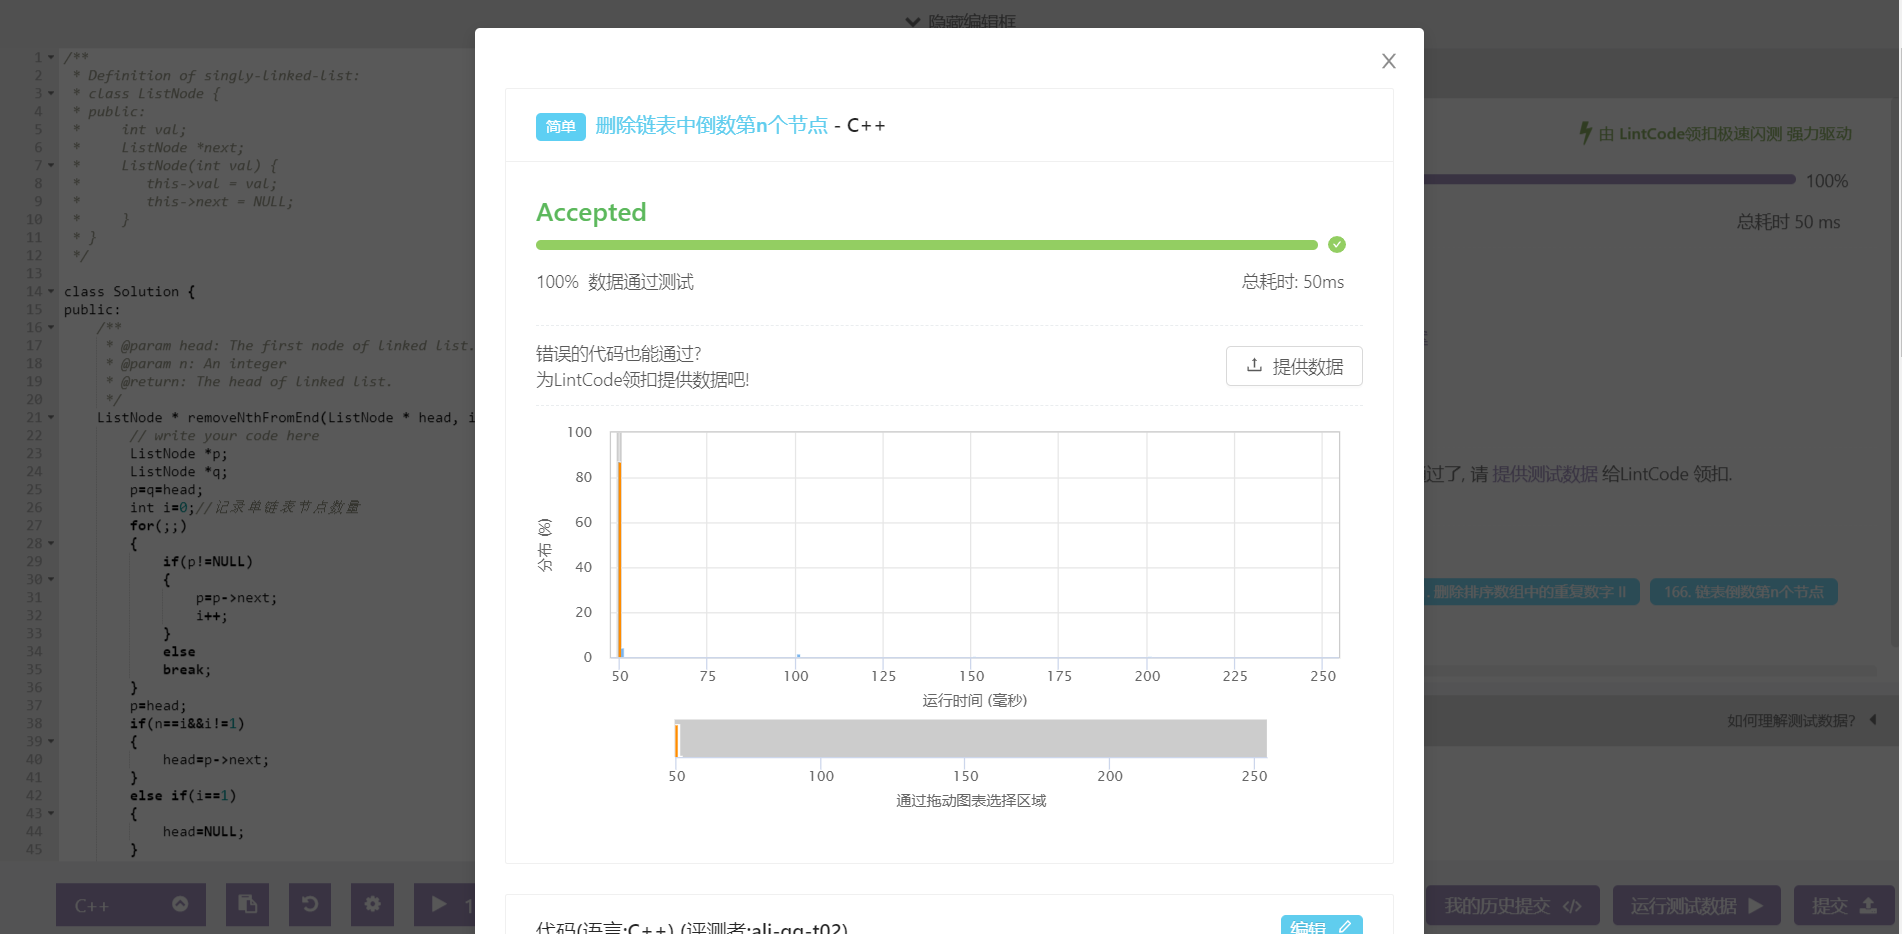 隐藏编辑框
1 /**
2 * Definition of singly-linked-list:
3 * class ListNode {
4 * public:
5 *     int val;
6 *     ListNode *next;
7 *     ListNode(int val) {
8 *        this->val = val;
9 *        this->next = NULL;
10 *     }
11 * }
12 */
13
14 class Solution {
15 public:
16     /**
17      * @param head: The first node of linked list.
18      * @param n: An integer
19      * @return: The head of linked list.
20      */
21     ListNode * removeNthFromEnd(ListNode * head, i
22         // write your code here
23         ListNode *p;
24         ListNode *q;
25         p=q=head;
26         int i=0;//记录单链表节点数量
27         for(;;)
28         {
29             if(p!=NULL)
30             {
31                 p=p->next;
32                 i++;
33             }
34             else
35             break;
36         }
37         p=head;
38         if(n==i&&i!=1)
39         {
40             head=p->next;
41         }
42         else if(i==1)
43         {
44             head=NULL;
45         }
C++
1
X
简单 删除链表中倒数第n个节点 - C++
Accepted
100% 数据通过测试
总耗时: 50ms
错误的代码也能通过?
为LintCode领扣提供数据吧!
提供数据
分布 (%)
100
80
60
40
20
0
50 75 100 125 150 175 200 225 250
运行时间 (毫秒)
50 100 150 200 250
通过拖动图表选择区域
代码(语言:C++) (评测者:ali-qq-t02)
编辑
由 LintCode领扣极速闪测 强力驱动
100%
总耗时 50 ms
过了, 请 提供测试数据 给LintCode 领扣.
. 删除排序数组中的重复数字 II
166. 链表倒数第n个节点
如何理解测试数据?
我的历史提交 </>
运行测试数据
提交